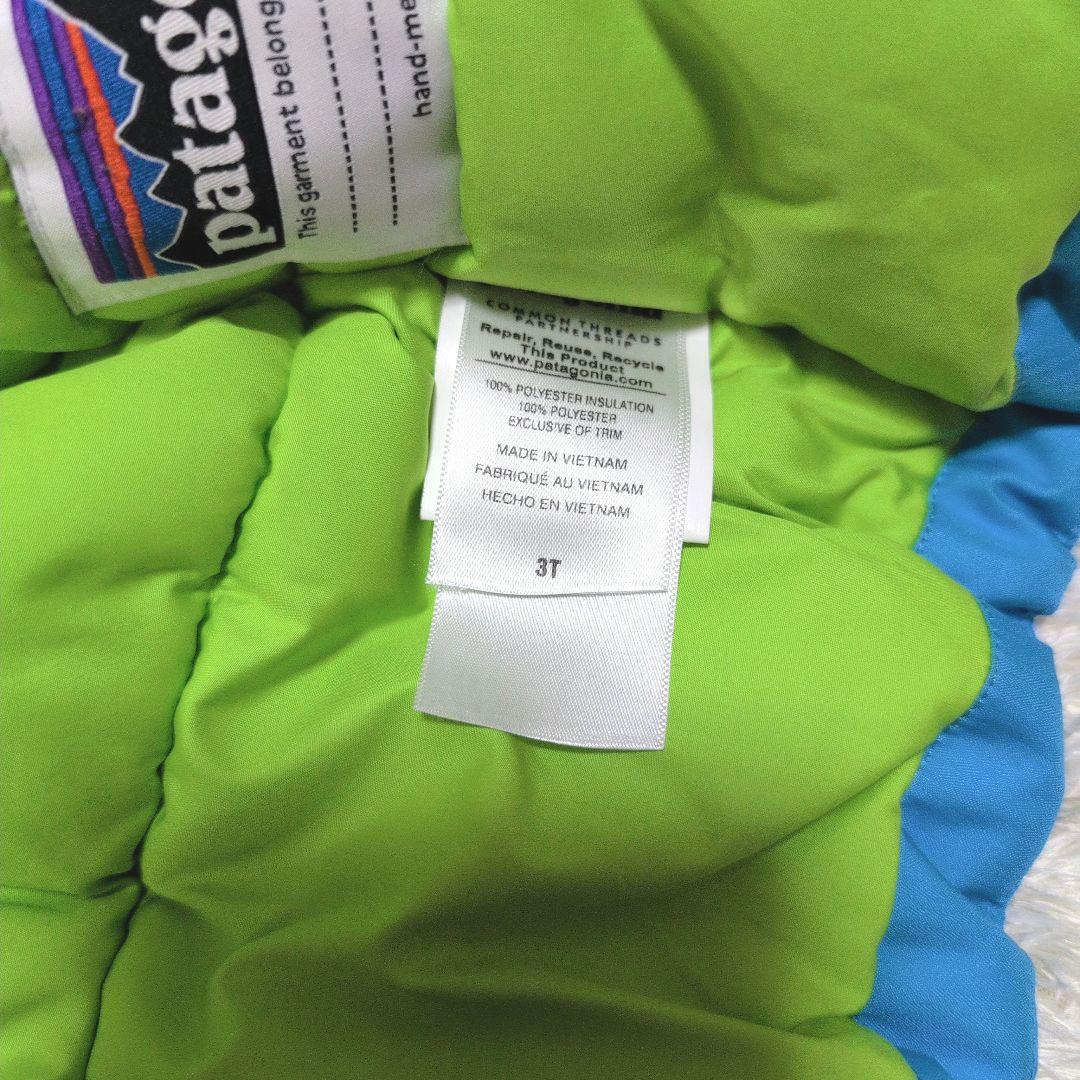 patago
This garment belong
hand-me
COMMON THREADS
PARTNERSHIP
Repair, Reuse, Recycle
This Product
www.patagonia.com
100% POLYESTER INSULATION
100% POLYESTER
EXCLUSIVE OF TRIM
MADE IN VIETNAM
FABRIQUÉ AU VIETNAM
HECHO EN VIETNAM
3T